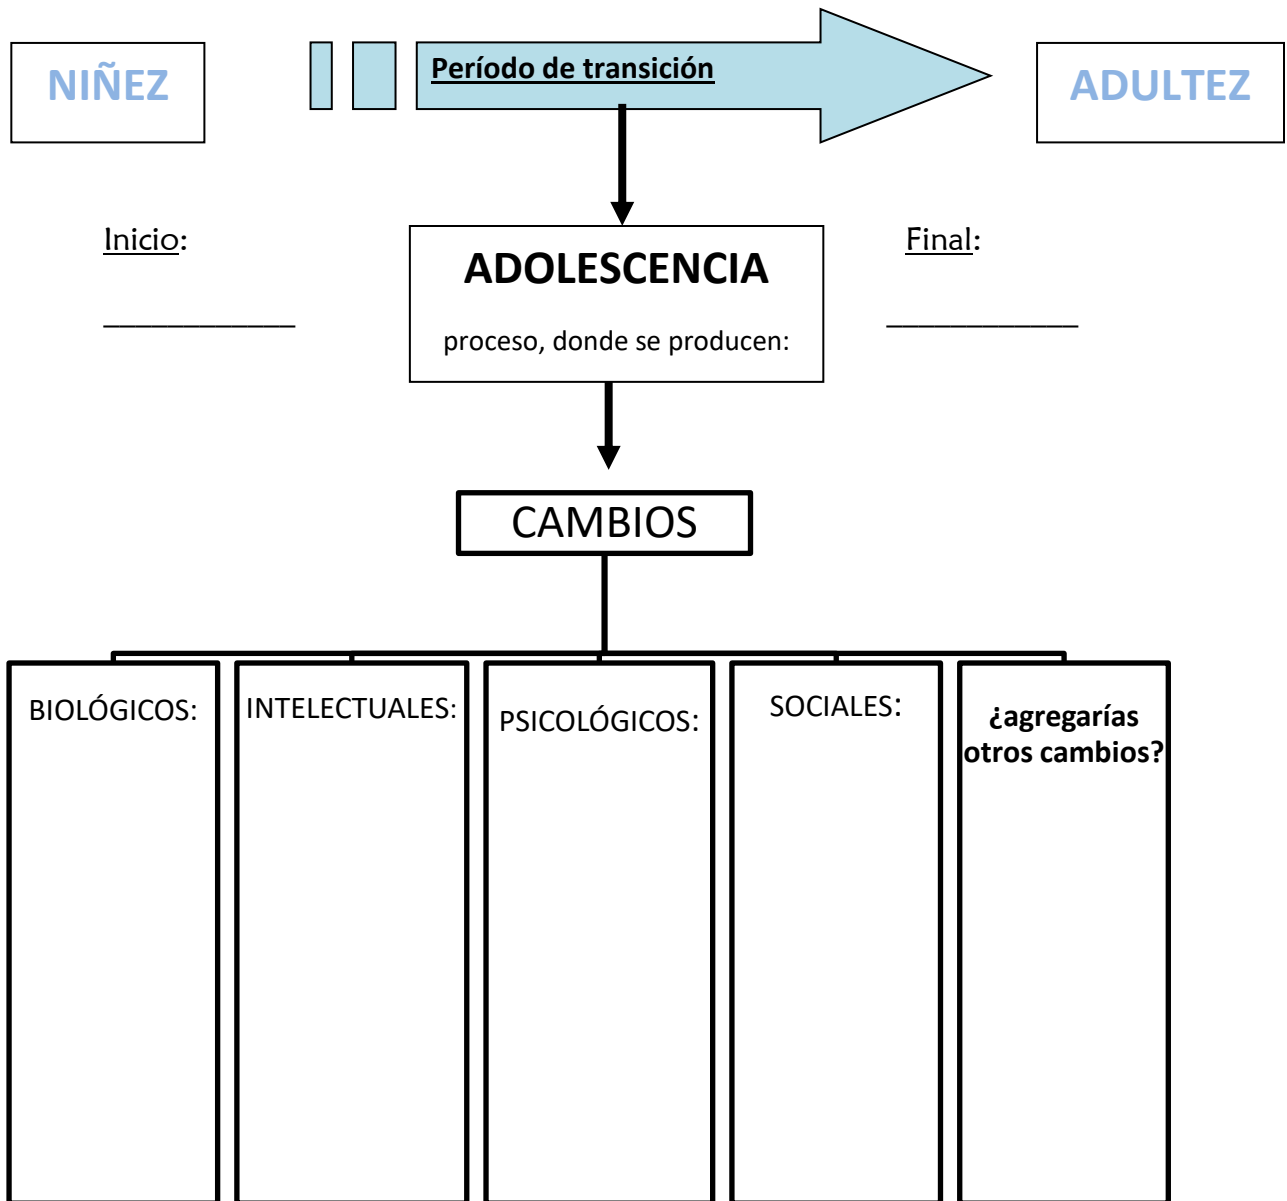 NIÑEZ
Período de transición
ADULTEZ
Inicio:
____________
ADOLESCENCIA
proceso, donde se producen:
Final:
____________
CAMBIOS
BIOLÓGICOS:
INTELECTUALES:
PSICOLÓGICOS:
SOCIALES:
¿agregarías
otros cambios?